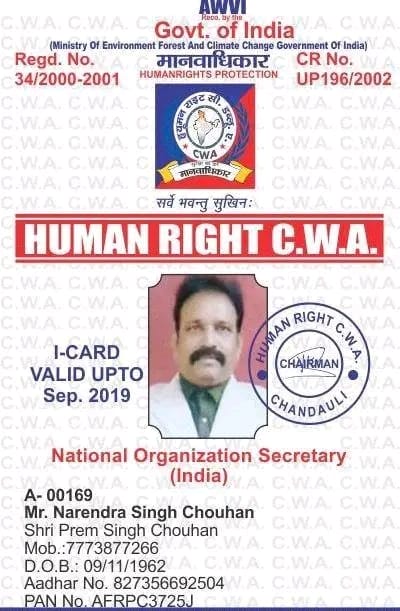 AWVI
Reco. by the
Govt. of India
(Ministry Of Environment Forest And Climate Change Government Of India)
Regd. No.
34/2000-2001
मानवाधिकार
HUMANRIGHTS PROTECTION
CR No.
UP196/2002
ह्यूमन राइट सी. डब्लू. ए.
CWA
मानवाधिकार
सर्वे भवन्तु सुखिनः
HUMAN RIGHT C.W.A.
I-CARD
VALID UPTO
Sep. 2019
HUMAN RIGHT C.W.A.
CHAIRMAN
CHANDAULI
National Organization Secretary
(India)
A- 00169
Mr. Narendra Singh Chouhan
Shri Prem Singh Chouhan
Mob.:7773877266
D.O.B.: 09/11/1962
Aadhar No. 827356692504
PAN No. AFRPC3725J